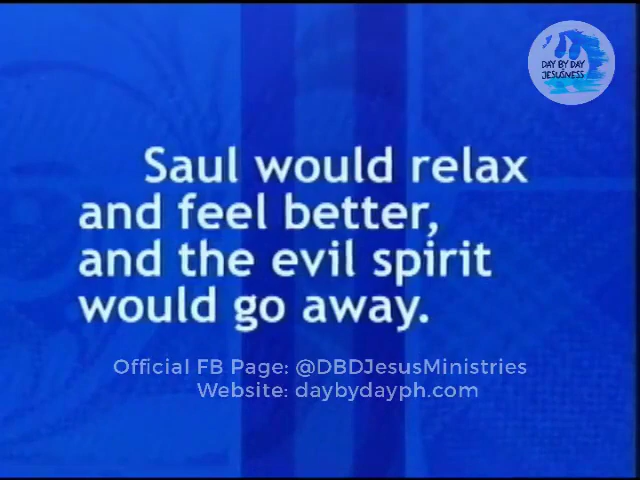 DAY BY DAY
JESUSNESS
Saul would relax
and feel better,
and the evil spirit
would go away.
Official FB Page: @DBDJesusMinistries
Website: daybydayph.com